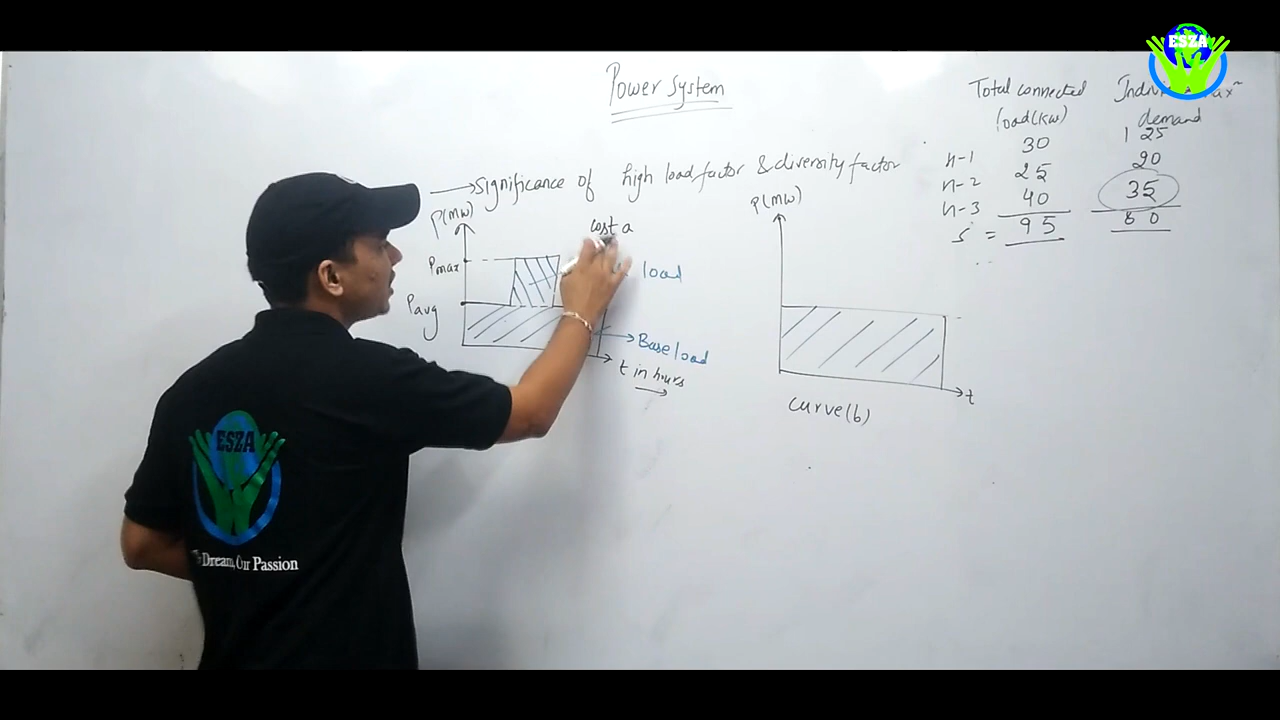 ESZA
Power System
Total connected
load(KW)
demand
h-1 30 1 25
h-2 25 20
h-3 40 35
S = 95 80
→Significance of high load factor & diversity factor
P(MW)
cost a
Pmax
load
Pavg
Base load
t in hours
P(MW)
t
curve(b)
ESZA
Dream, Our Passion